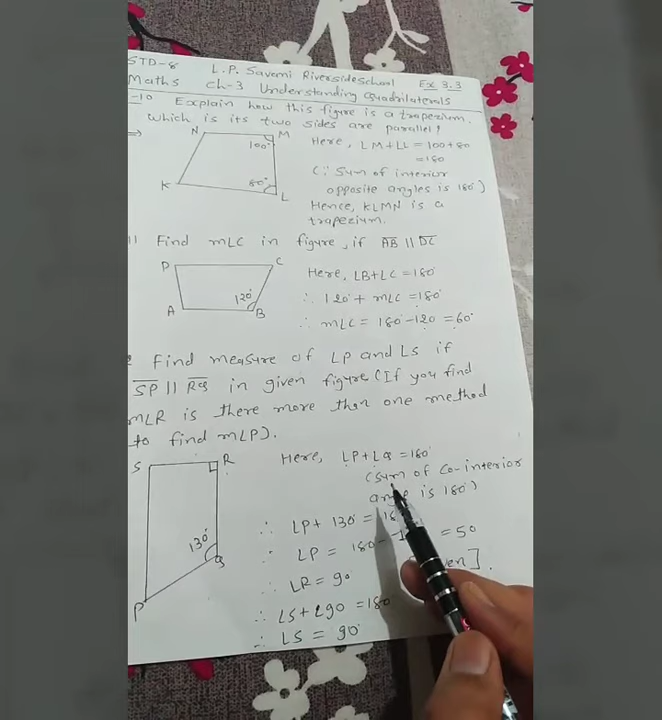 STD-8 L.P. Savani Riverside School Ex 3.3
Maths Ch-3 Understanding Quadrilaterals
-10 Explain how this figure is a trapezium.
which is its two sides are parallel?
⇒ N M Here, ∠M+∠L = 100+80
100° =180
K 80° L (∵ Sum of interior
opposite angles is 180°)
Hence, KLMN is a
trapezium.
11 Find m∠C in figure, if AB || DC
D C Here, ∠B+∠C =180°
A 120° B ∴ 120 + m∠C =180°
∴ m∠C = 180-120 =60°
2 Find measure of ∠P and ∠S if
SP || RQ in given figure (If you find
m∠R is there more than one method
to find m∠P).
S R Here, ∠P+∠Q =180°
(Sum of Co-interior
angle is 180°)
130° Q ∴ ∠P+ 130° =
P ∴ ∠P = 180- = 50
∴ ∠R = 90
∴ ∠S+∠90 =180
∴ ∠S = 90°